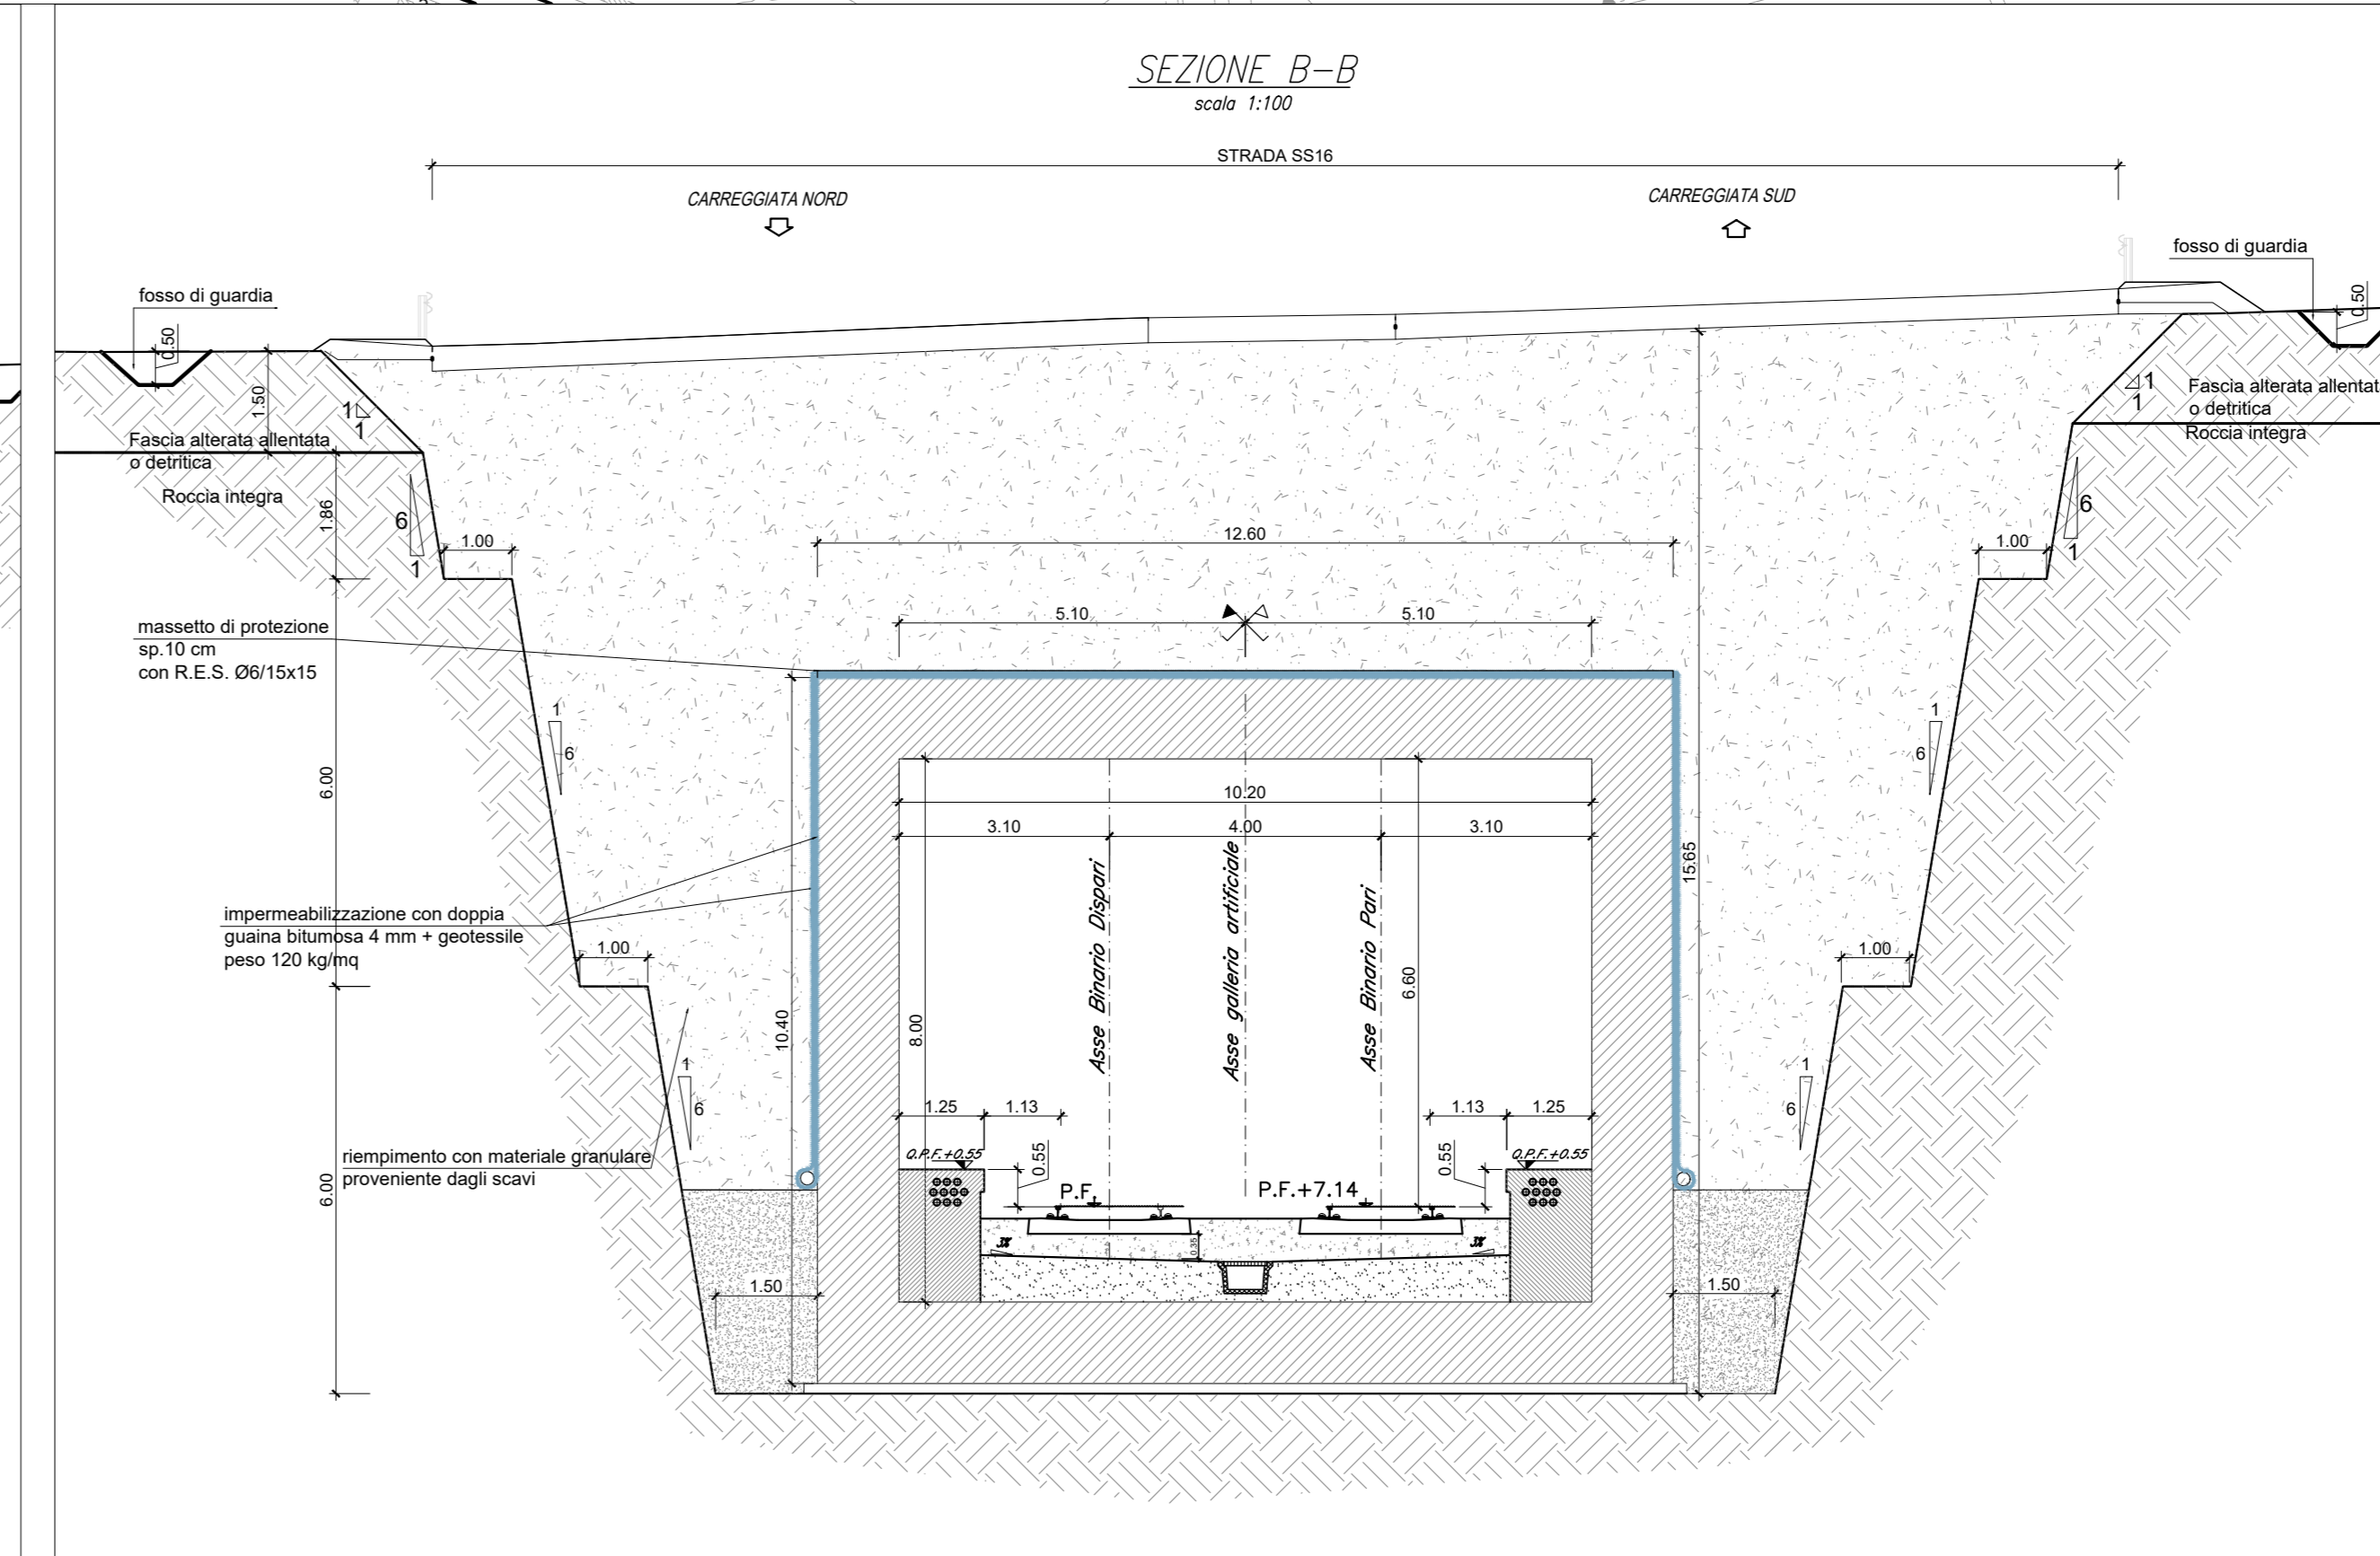 SEZIONE B-B
scala 1:100
STRADA SS16
CARREGGIATA NORD
CARREGGIATA SUD
fosso di guardia
fosso di guardia
0.50
0.50
1.50
1
1
1
1
Fascia alterata allentata
o detritica
Roccia integra
Fascia alterata allentat
o detritica
Roccia integra
1.86
6
1
6
1
1.00
1.00
12.60
5.10
5.10
massetto di protezione
sp.10 cm
con R.E.S. Ø6/15x15
1
6
1
6
6.00
10.20
3.10
4.00
3.10
15.65
Asse Binario Dispari
Asse galleria artificiale
Asse Binario Pari
impermeabilizzazione con doppia
guaina bitumosa 4 mm + geotessile
peso 120 kg/mq
1.00
1.00
6.60
8.00
10.40
1
6
1
6
1.25
1.13
1.13
1.25
riempimento con materiale granulare
proveniente dagli scavi
Q.P.F.+0.55
0.55
0.55
Q.P.F.+0.55
P.F.
P.F.+7.14
6.00
3%
0.35
3%
1.50
1.50